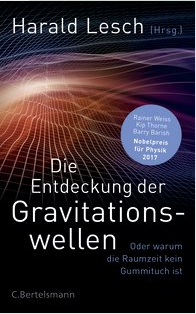 Harald Lesch (Hrsg.)
Rainer Weiss
Kip Thorne
Barry Barish
Nobelpreis
für Physik
2017
Die
Entdeckung der
Gravitations-
wellen
Oder warum
die Raumzeit kein
Gummituch ist
C.Bertelsmann